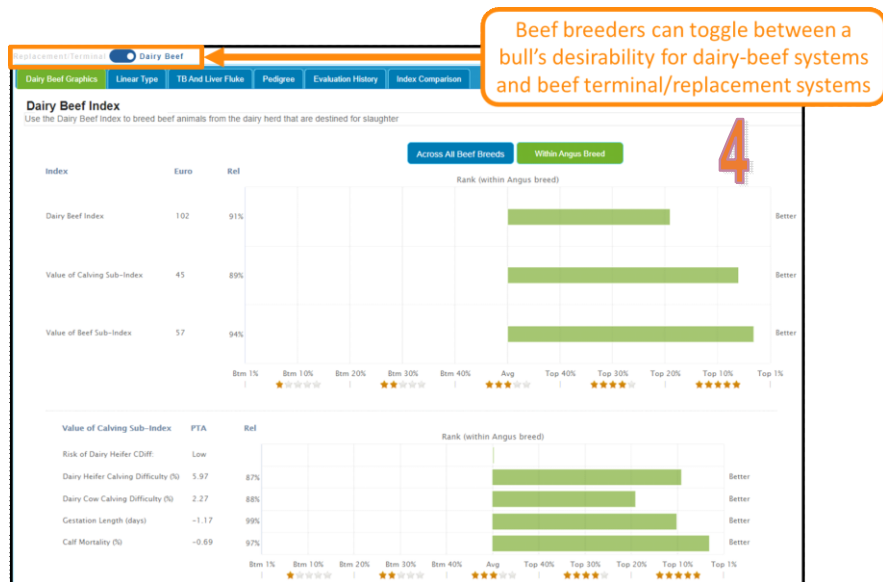 Beef breeders can toggle between a
bull's desirability for dairy-beef systems
and beef terminal/replacement systems
Replacement/Terminal Dairy Beef
Dairy Beef Graphics Linear Type TB And Liver Fluke Pedigree Evaluation History Index Comparison
4
Dairy Beef Index
Use the Dairy Beef Index to breed beef animals from the dairy herd that are destined for slaughter
Across All Beef Breeds Within Angus Breed
Index Euro Rel
Rank (within Angus breed)
Dairy Beef Index 102 91% Better
Value of Calving Sub-Index 45 89% Better
Value of Beef Sub-Index 57 94% Better
Btm 1% Btm 10% Btm 20% Btm 30% Btm 40% Avg Top 40% Top 30% Top 20% Top 10% Top 1%
Value of Calving Sub-Index PTA Rel
Rank (within Angus breed)
Risk of Dairy Heifer CDiff: Low
Dairy Heifer Calving Difficulty (%) 5.97 87% Better
Dairy Cow Calving Difficulty (%) 2.27 88% Better
Gestation Length (days) -1.17 99% Better
Calf Mortality (%) -0.69 97% Better
Btm 1% Btm 10% Btm 20% Btm 30% Btm 40% Avg Top 40% Top 30% Top 20% Top 10% Top 1%